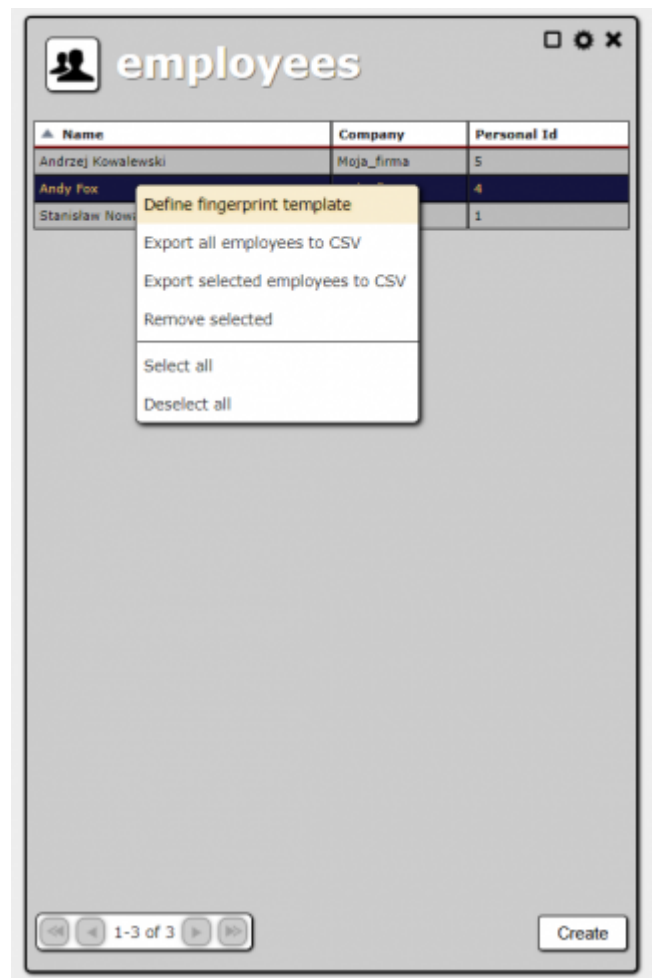 employees
Name Company Personal Id
Andrzej Kowalewski Moja_firma 5
Andy Fox 4
Stanisław 1
Define fingerprint template
Export all employees to CSV
Export selected employees to CSV
Remove selected
Select all
Deselect all
1-3 of 3
Create